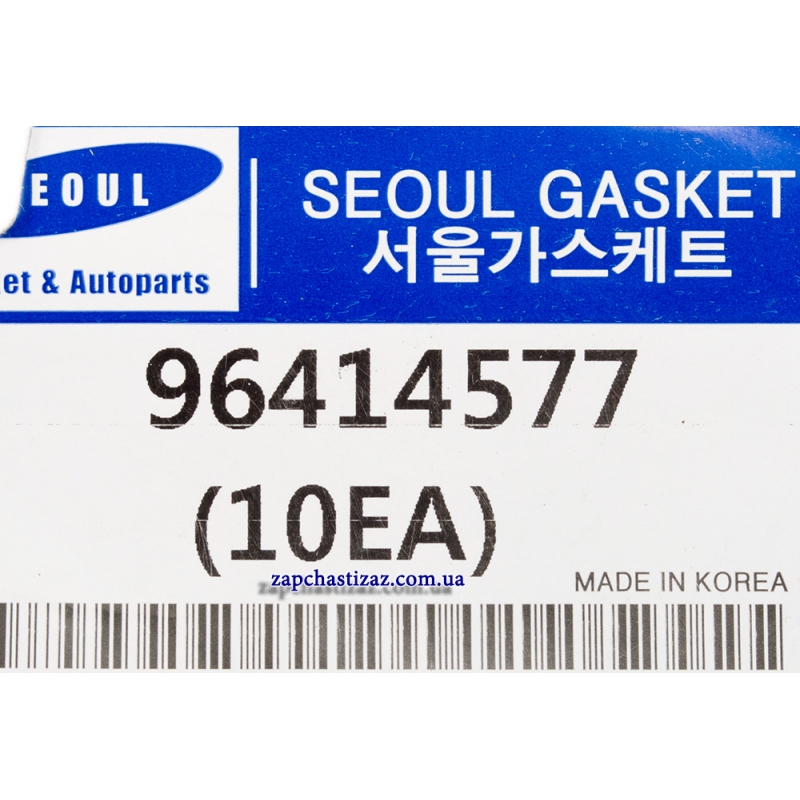 EOUL
et & Autoparts
SEOUL GASKET
서울가스케트
96414577
(10EA)
zapchastizaz.com.ua
MADE IN KOREA